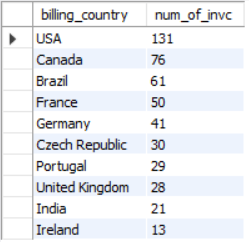 billing_country num_of_invc
USA 131
Canada 76
Brazil 61
France 50
Germany 41
Czech Republic 30
Portugal 29
United Kingdom 28
India 21
Ireland 13